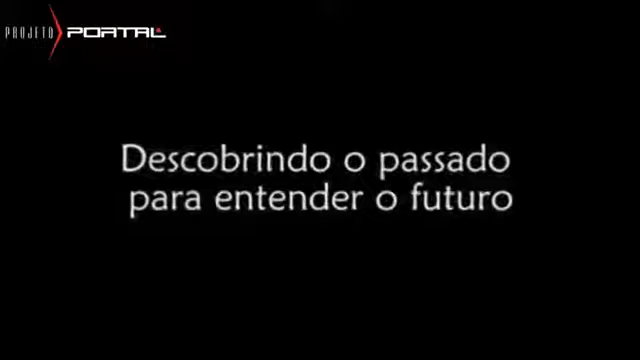 PROJETO PORTAL
Descobrindo o passado
para entender o futuro